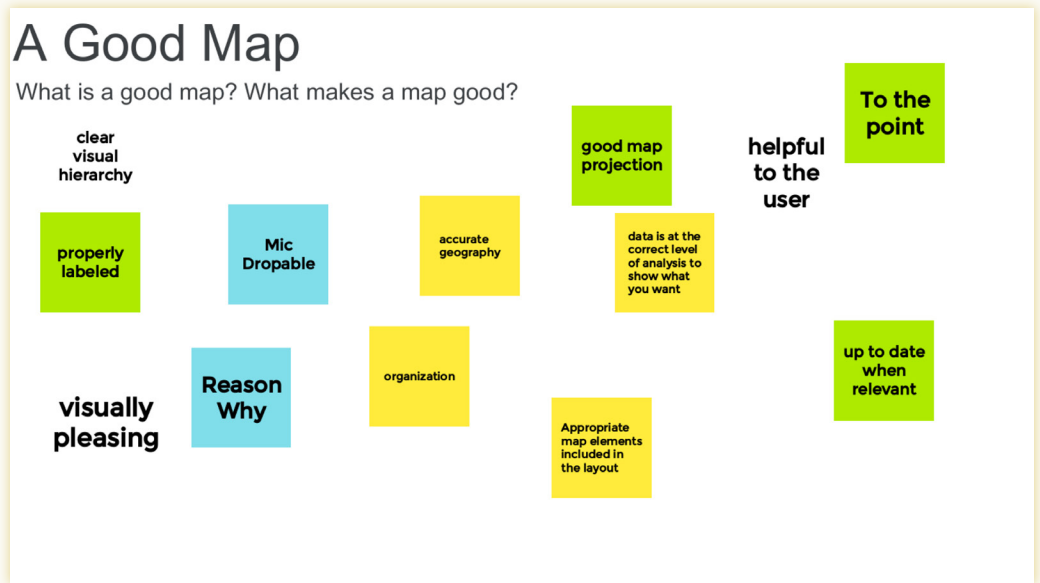 A Good Map
What is a good map? What makes a map good?
clear
visual
hierarchy
properly
labeled
Mic
Dropable
accurate
geography
good map
projection
data is at the
correct level
of analysis to
show what
you want
helpful
to the
user
To the
point
visually
pleasing
Reason
Why
organization
Appropriate
map elements
included in
the layout
up to date
when
relevant